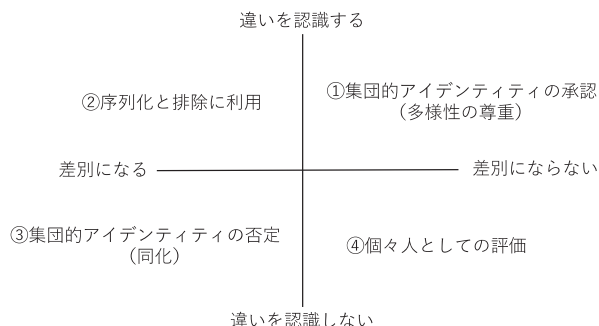 違いを認識する
①集団的アイデンティティの承認
（多様性の尊重）
②序列化と排除に利用
差別になる
差別にならない
③集団的アイデンティティの否定
（同化）
④個々人としての評価
違いを認識しない